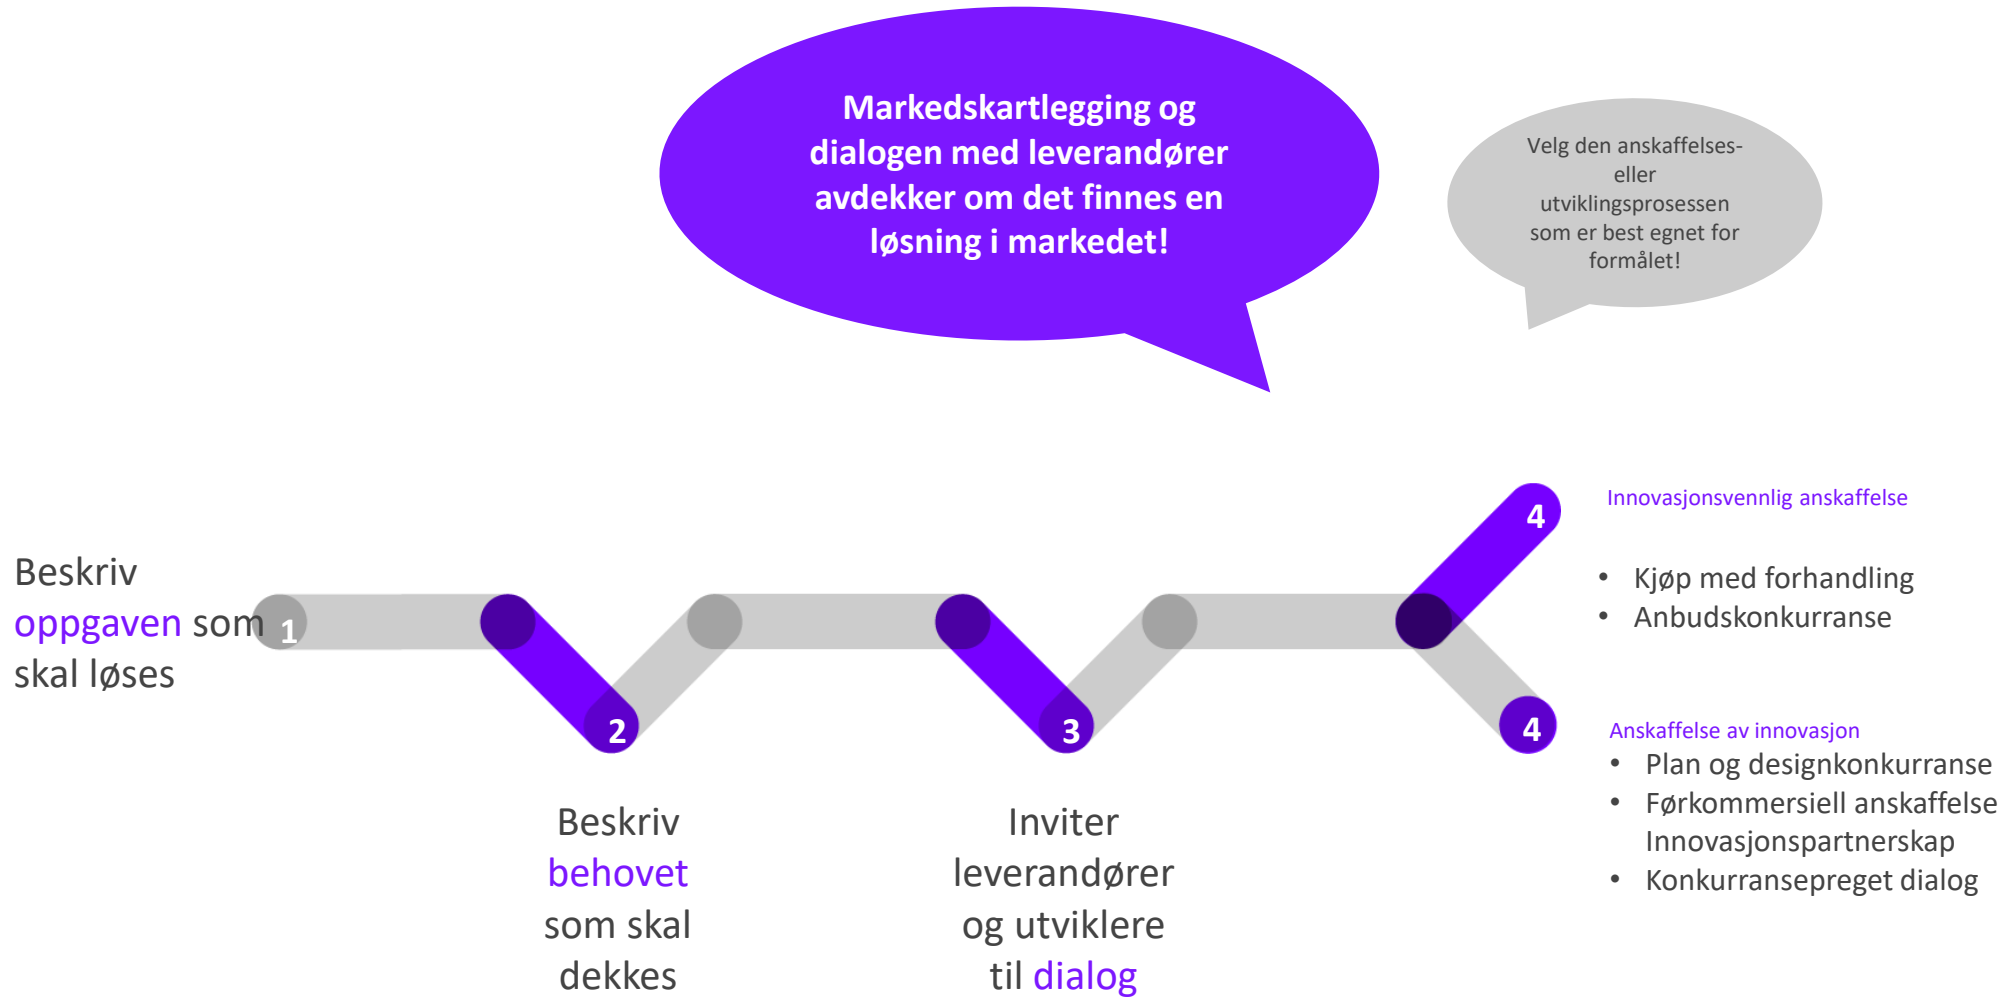 Markedskartlegging og
dialogen med leverandører
avdekker om det finnes en
løsning i markedet!
Velg den anskaffelses-
eller
utviklingsprosessen
som er best egnet for
formålet!
Beskriv
oppgaven som
skal løses
1
2
Beskriv
behovet
som skal
dekkes
3
Inviter
leverandører
og utviklere
til dialog
4
Innovasjonsvennlig anskaffelse
• Kjøp med forhandling
• Anbudskonkurranse
4
Anskaffelse av innovasjon
• Plan og designkonkurranse
• Førkommersiell anskaffelse
Innovasjonspartnerskap
• Konkurransepreget dialog